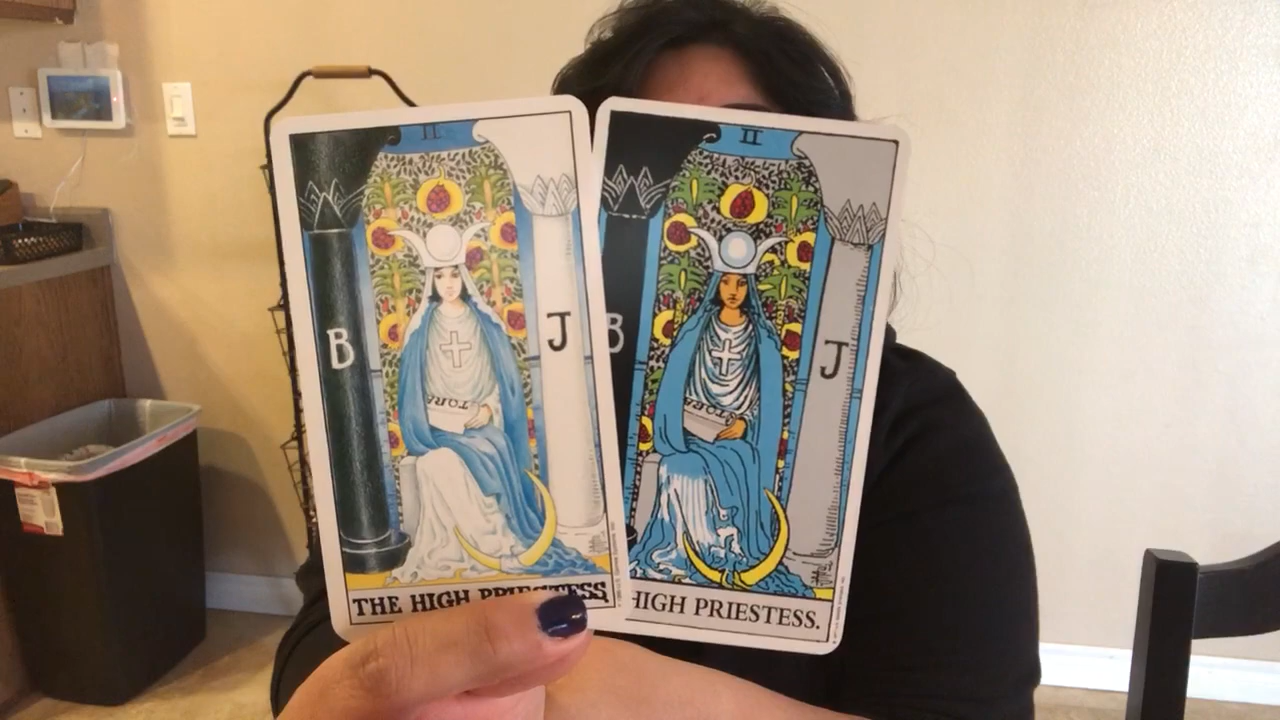 II
B
J
TORA
THE HIGH PRIESTESS
II
B
J
TORA
HIGH PRIESTESS.